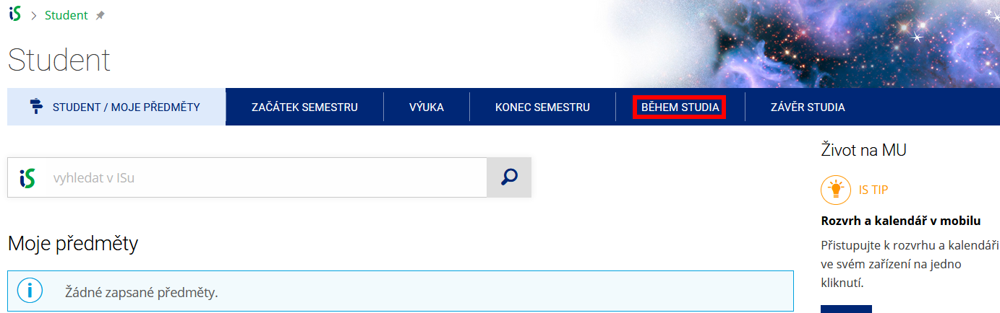 iS > Student
Student
STUDENT / MOJE PŘEDMĚTY
ZAČÁTEK SEMESTRU
VÝUKA
KONEC SEMESTRU
BĚHEM STUDIA
ZÁVĚR STUDIA
iS vyhledat v ISu
Moje předměty
Žádné zapsané předměty.
Život na MU
IS TIP
Rozvrh a kalendář v mobilu
Přistupujte k rozvrhu a kalendáři
ve svém zařízení na jedno
kliknutí.